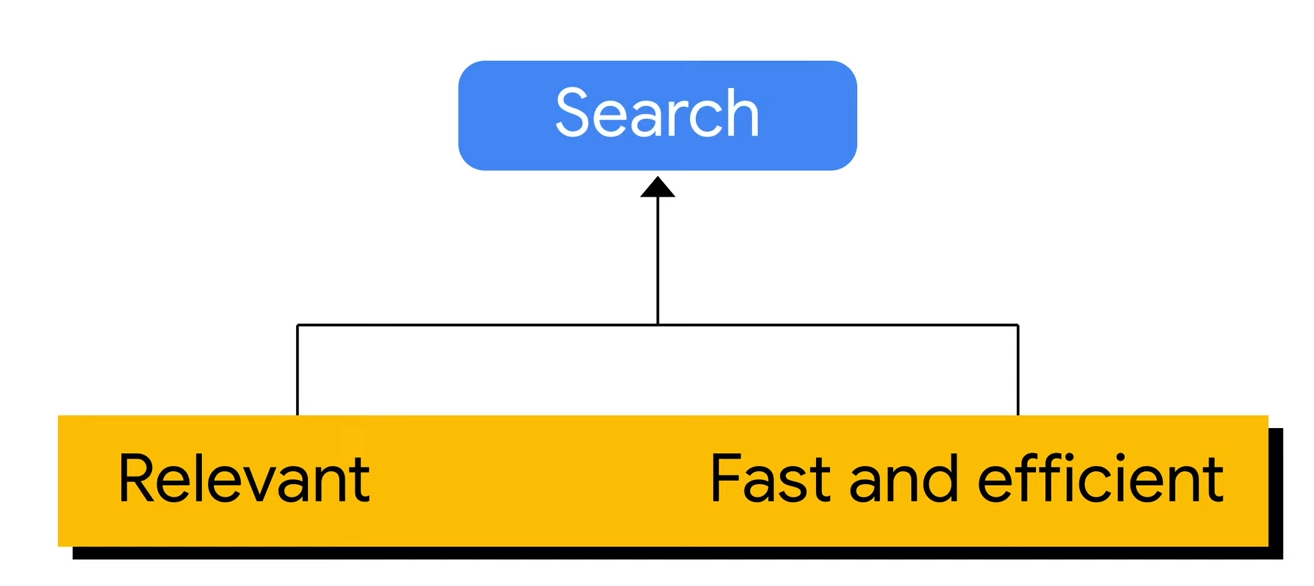 Search
Relevant
Fast and efficient